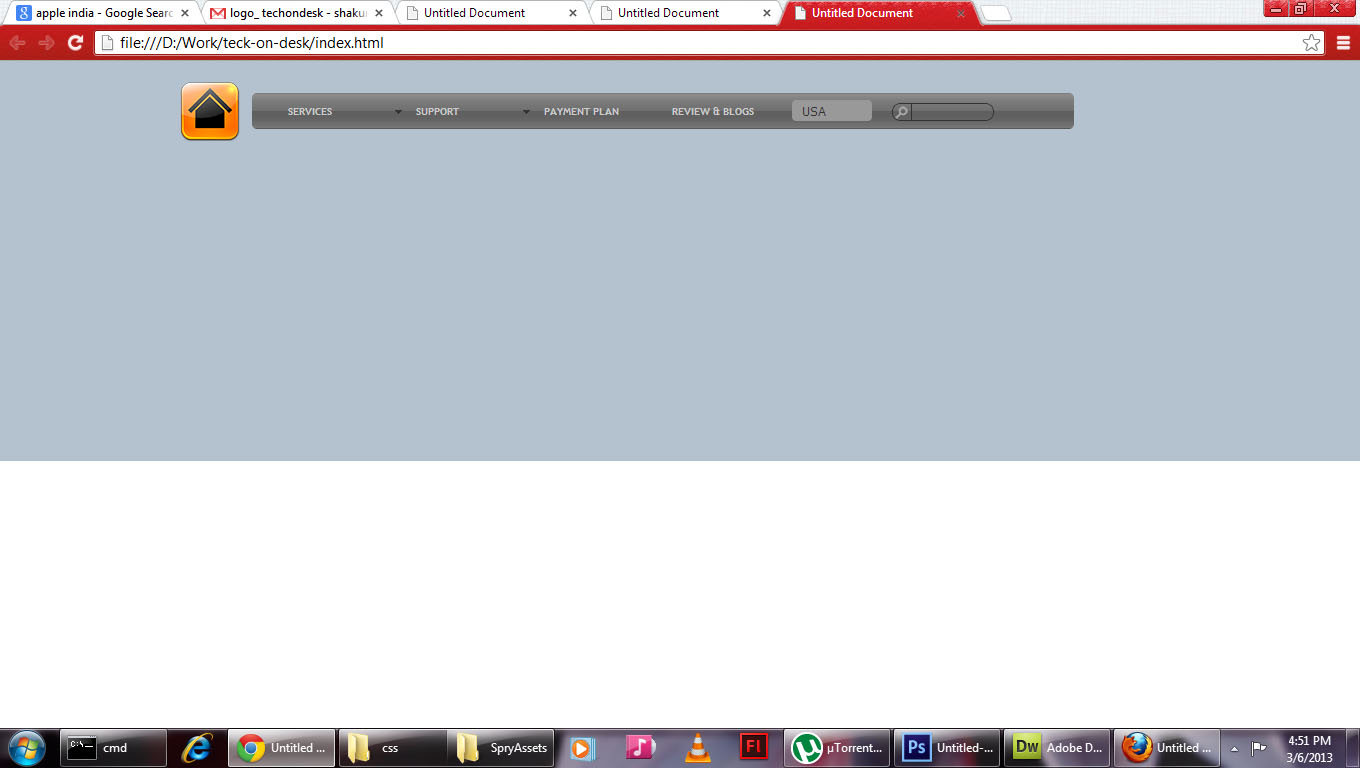 apple india - Google Searc
logo_ techondesk - shaku
Untitled Document
Untitled Document
Untitled Document
file:///D:/Work/teck-on-desk/index.html
SERVICES
SUPPORT
PAYMENT PLAN
REVIEW & BLOGS
USA
C:\_
cmd
Untitled ...
css
SpryAssets
µTorrent...
Ps
Untitled-...
Dw
Adobe D...
Untitled ...
Fl
4:51 PM
3/6/2013